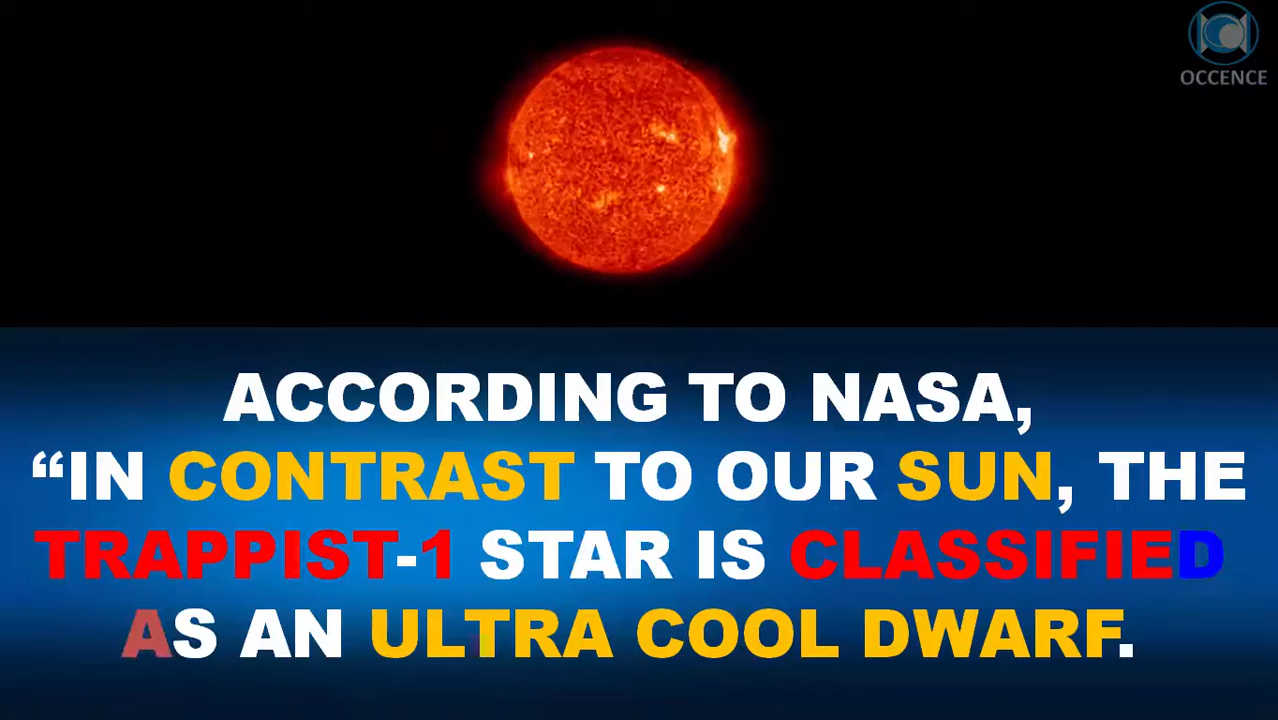 OCCENCE
ACCORDING TO NASA,
“IN CONTRAST TO OUR SUN, THE
TRAPPIST-1 STAR IS CLASSIFIED
AS AN ULTRA COOL DWARF.